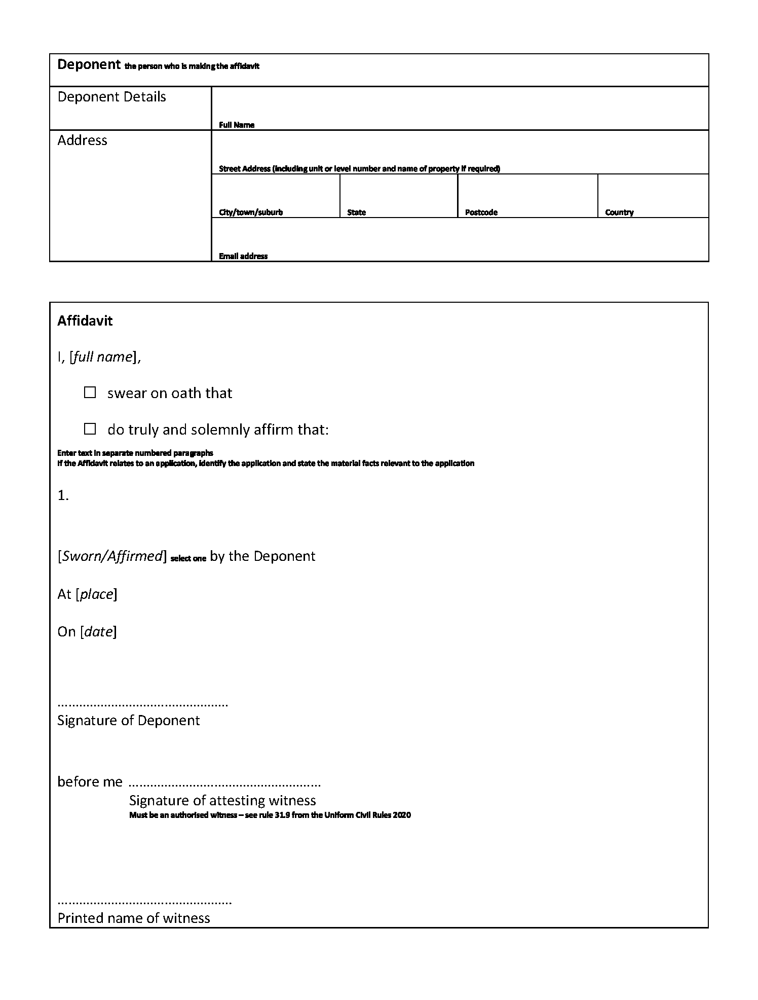 Deponent the person who is making the affidavit
Deponent Details
Full Name
Address
Street Address (including unit or level number and name of property if required)
City/town/suburb State Postcode Country
Email address
Affidavit
I, [full name],
☐ swear on oath that
☐ do truly and solemnly affirm that:
Enter text in separate numbered paragraphs
If the Affidavit relates to an application, identify the application and state the material facts relevant to the application
1.
[Sworn/Affirmed] select one by the Deponent
At [place]
On [date]
................................................
Signature of Deponent
before me ......................................................
Signature of attesting witness
Must be an authorised witness – see rule 31.9 from the Uniform Civil Rules 2020
.................................................
Printed name of witness